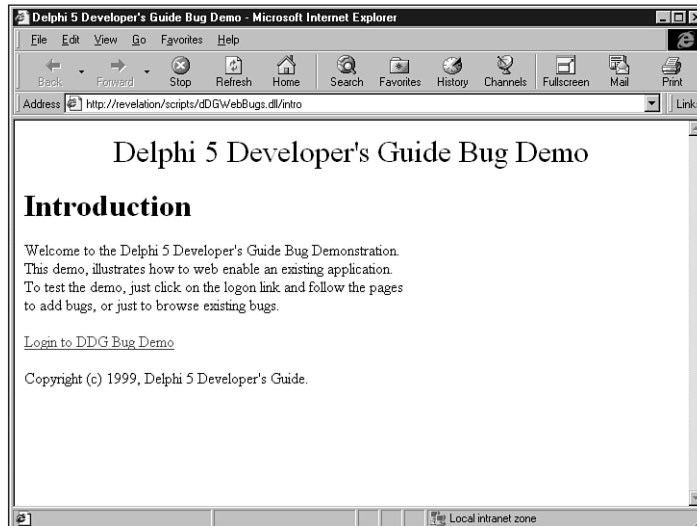 Delphi 5 Developer's Guide Bug Demo - Microsoft Internet Explorer
File Edit View Go Favorites Help
Back Forward Stop Refresh Home Search Favorites History Channels Fullscreen Mail Print
Address http://revelation/scripts/dDGWebBugs.dll/intro Links
Delphi 5 Developer's Guide Bug Demo
Introduction
Welcome to the Delphi 5 Developer's Guide Bug Demonstration.
This demo, illustrates how to web enable an existing application.
To test the demo, just click on the logon link and follow the pages
to add bugs, or just to browse existing bugs.
Login to DDG Bug Demo
Copyright (c) 1999, Delphi 5 Developer's Guide.
Local intranet zone